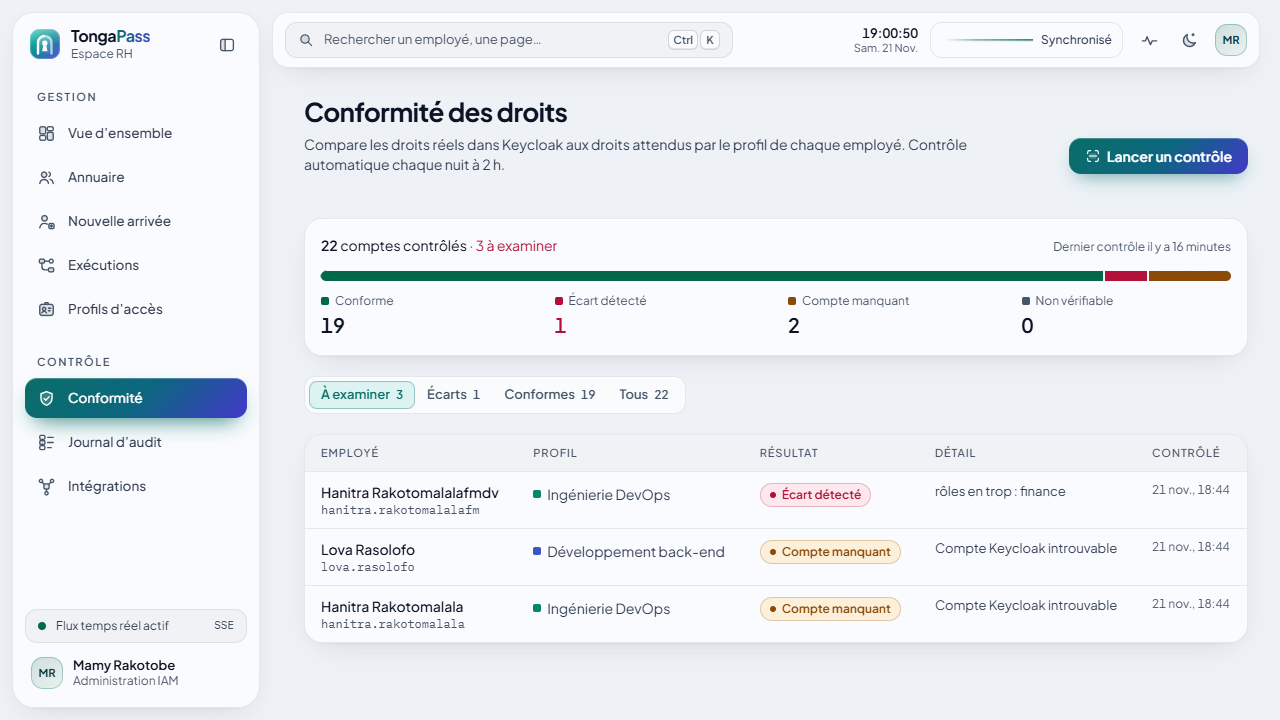 TongaPass
Espace RH
GESTION
Vue d’ensemble
Annuaire
Nouvelle arrivée
Exécutions
Profils d’accès
CONTRÔLE
Conformité
Journal d’audit
Intégrations
Flux temps réel actif SSE
MR
Mamy Rakotobe
Administration IAM
Rechercher un employé, une page… Ctrl K
19:00:50
Sam. 21 Nov.
Synchronisé
MR
Conformité des droits
Compare les droits réels dans Keycloak aux droits attendus par le profil de chaque employé. Contrôle
automatique chaque nuit à 2 h.
Lancer un contrôle
22 comptes contrôlés · 3 à examiner
Dernier contrôle il y a 16 minutes
Conforme Écart détecté Compte manquant Non vérifiable
19 1 2 0
À examiner 3 Écarts 1 Conformes 19 Tous 22
EMPLOYÉ PROFIL RÉSULTAT DÉTAIL CONTRÔLÉ
Hanitra Rakotomalalafmdv Ingénierie DevOps Écart détecté rôles en trop : finance 21 nov., 18:44
hanitra.rakotomalalafm
Lova Rasolofo Développement back-end Compte manquant Compte Keycloak introuvable 21 nov., 18:44
lova.rasolofo
Hanitra Rakotomalala Ingénierie DevOps Compte manquant Compte Keycloak introuvable 21 nov., 18:44
hanitra.rakotomalala